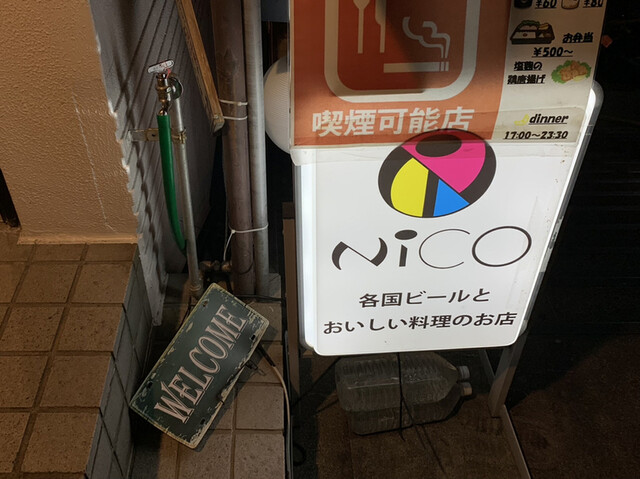 ¥60
¥80
お弁当
¥500〜
塩麹の
鶏唐揚げ
喫煙可能店
dinner
17:00〜23:30
NiCO
各国ビールと
おいしい料理のお店
WELCOME